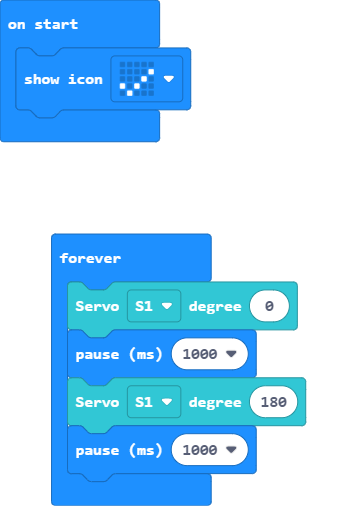 on start
show icon
forever
Servo S1 degree 0
pause (ms) 1000
Servo S1 degree 180
pause (ms) 1000